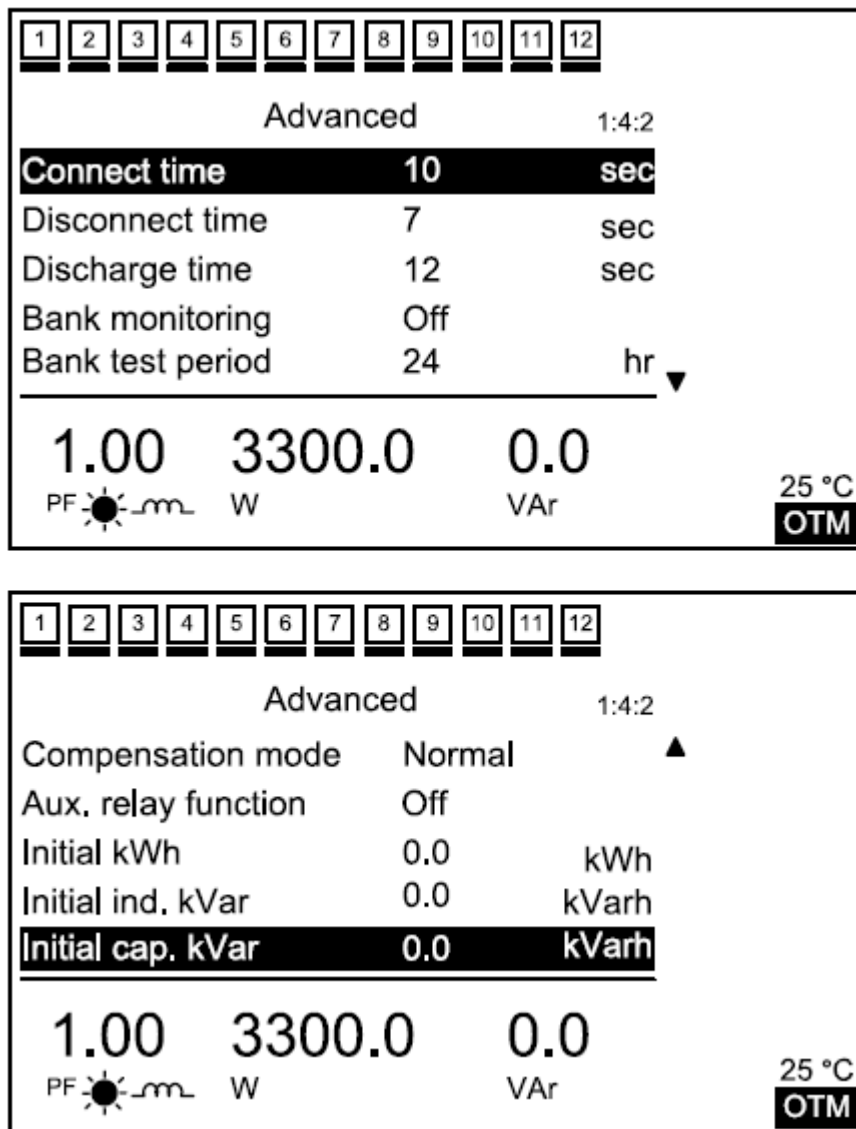 1 2 3 4 5 6 7 8 9 10 11 12
Advanced 1:4:2
Connect time 10 sec
Disconnect time 7 sec
Discharge time 12 sec
Bank monitoring Off
Bank test period 24 hr
1.00 3300.0 0.0
PF W VAr
25 °C
OTM
1 2 3 4 5 6 7 8 9 10 11 12
Advanced 1:4:2
Compensation mode Normal
Aux. relay function Off
Initial kWh 0.0 kWh
Initial ind. kVar 0.0 kVarh
Initial cap. kVar 0.0 kVarh
1.00 3300.0 0.0
PF W VAr
25 °C
OTM